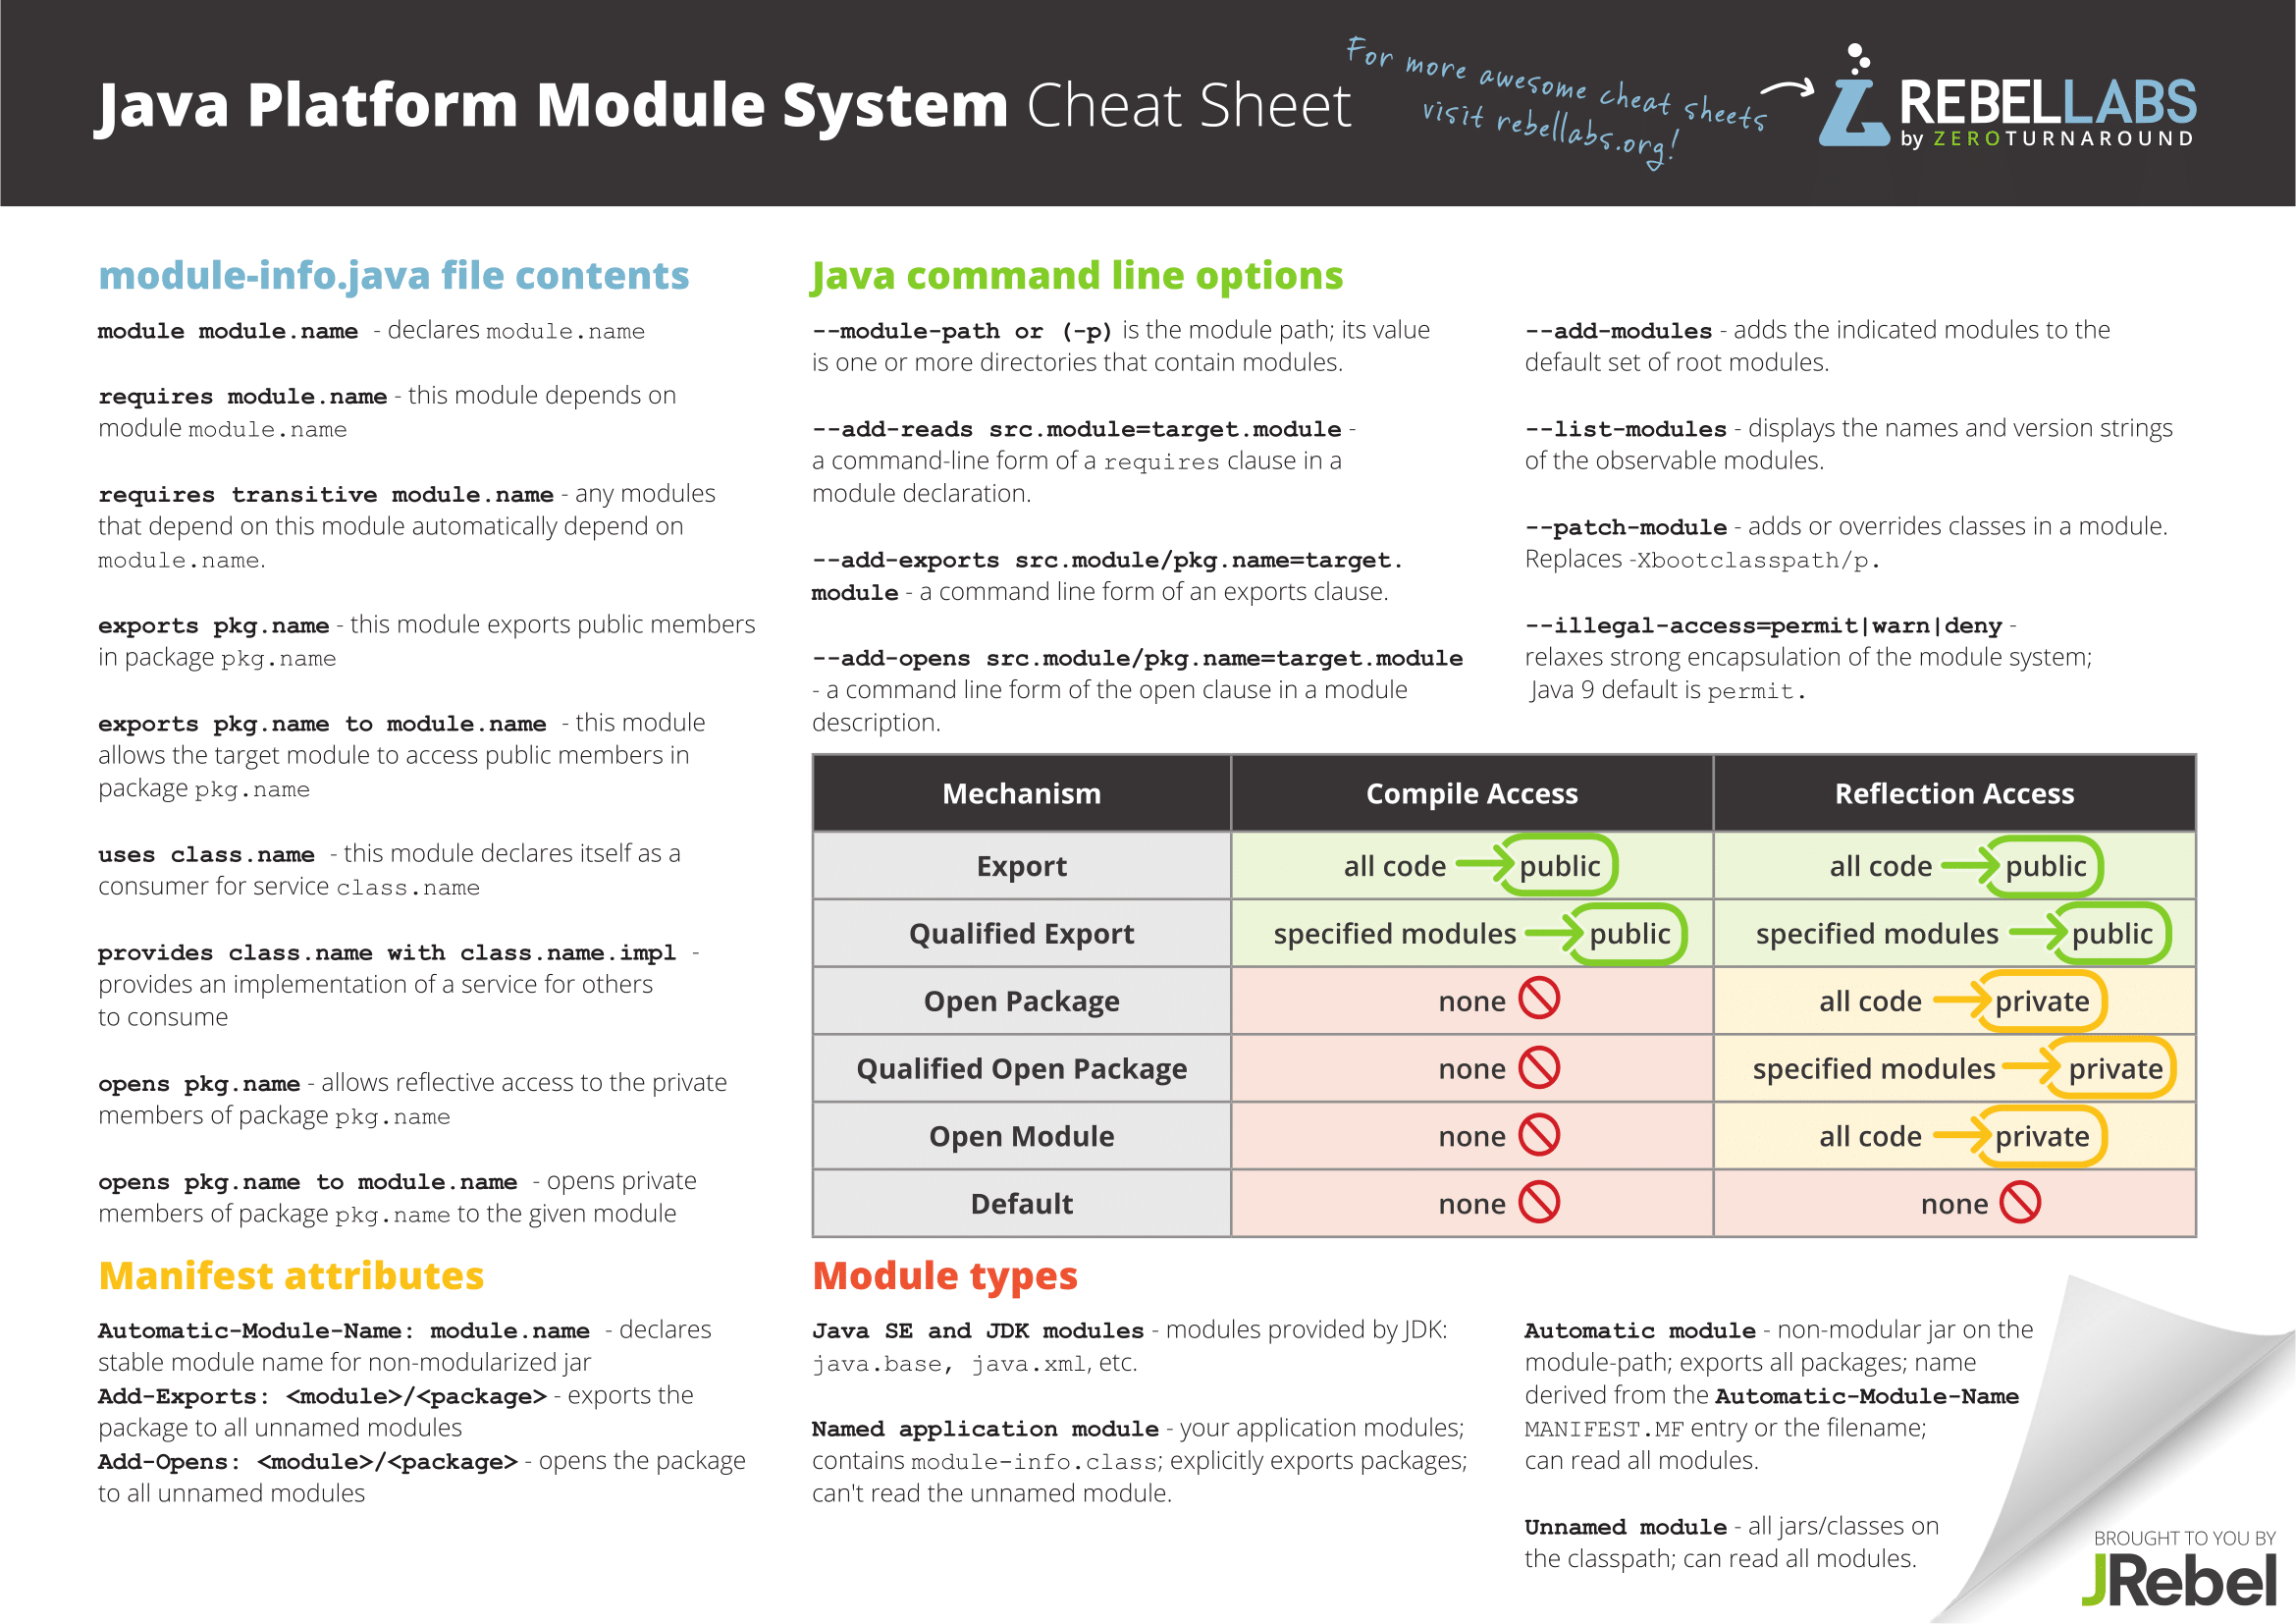 Java Platform Module System Cheat Sheet
For more awesome cheat sheets
visit rebellabs.org!
REBELLABS
by ZEROTURNAROUND
module-info.java file contents
module module.name - declares module.name
requires module.name - this module depends on
module module.name
requires transitive module.name - any modules
that depend on this module automatically depend on
module.name.
exports pkg.name - this module exports public members
in package pkg.name
exports pkg.name to module.name - this module
allows the target module to access public members in
package pkg.name
uses class.name - this module declares itself as a
consumer for service class.name
provides class.name with class.name.impl -
provides an implementation of a service for others
to consume
opens pkg.name - allows reflective access to the private
members of package pkg.name
opens pkg.name to module.name - opens private
members of package pkg.name to the given module
Manifest attributes
Automatic-Module-Name: module.name - declares
stable module name for non-modularized jar
Add-Exports: <module>/<package> - exports the
package to all unnamed modules
Add-Opens: <module>/<package> - opens the package
to all unnamed modules
Java command line options
--module-path or (-p) is the module path; its value
is one or more directories that contain modules.
--add-reads src.module=target.module -
a command-line form of a requires clause in a
module declaration.
--add-exports src.module/pkg.name=target.
module - a command line form of an exports clause.
--add-opens src.module/pkg.name=target.module
- a command line form of the open clause in a module
description.
--add-modules - adds the indicated modules to the
default set of root modules.
--list-modules - displays the names and version strings
of the observable modules.
--patch-module - adds or overrides classes in a module.
Replaces -Xbootclasspath/p.
--illegal-access=permit|warn|deny -
relaxes strong encapsulation of the module system;
Java 9 default is permit.
Mechanism Compile Access Reflection Access
Export all code public all code public
Qualified Export specified modules public specified modules public
Open Package none all code private
Qualified Open Package none specified modules private
Open Module none all code private
Default none none
Module types
Java SE and JDK modules - modules provided by JDK:
java.base, java.xml, etc.
Named application module - your application modules;
contains module-info.class; explicitly exports packages;
can't read the unnamed module.
Automatic module - non-modular jar on the
module-path; exports all packages; name
derived from the Automatic-Module-Name
MANIFEST.MF entry or the filename;
can read all modules.
Unnamed module - all jars/classes on
the classpath; can read all modules.
BROUGHT TO YOU BY
JRebel